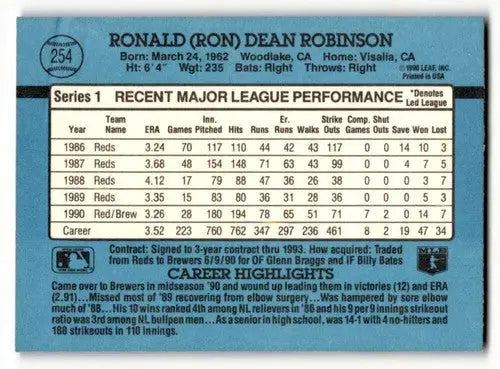 254
RONALD (RON) DEAN ROBINSON
Born: March 24, 1962 Woodlake, CA Home: Visalia, CA
Ht: 6'4" Wgt: 235 Bats: Right Throws: Right
©1990 LEAF, INC.
Printed in USA
Series 1 RECENT MAJOR LEAGUE PERFORMANCE *Denotes Led League
Year Team Name ERA Games Inn. Pitched Hits Runs Er. Runs Walks Strike Outs Comp. Games Shut Outs Save Won Lost
1986 Reds 3.24 70 117 110 44 42 43 117 0 0 14 10 3
1987 Reds 3.68 48 154 148 71 63 43 99 0 0 4 7 5
1988 Reds 4.12 17 79 88 47 36 26 38 0 0 0 3 7
1989 Reds 3.35 15 83 80 36 31 28 36 0 0 0 5 3
1990 Red/Brew 3.26 28 180 194 78 65 51 71 8 2 0 14 7
Career 3.52 223 760 762 347 297 236 461 8 2 19 47 34
Contract: Signed to 3-year contract thru 1993. How acquired: Traded
from Reds to Brewers 6/9/90 for OF Glenn Braggs and IF Billy Bates
CAREER HIGHLIGHTS
Came over to Brewers in midseason '90 and wound up leading them in victories (12) and ERA
(2.91)...Missed most of '89 recovering from elbow surgery...Was hampered by sore elbow
much of '88...His 10 wins ranked 4th among NL relievers in '86 and his 9 per 9 innings strikeout
ratio was 3rd among NL bullpen men...As a senior in high school, was 14-1 with 4 no-hitters and
188 strikeouts in 110 innings.